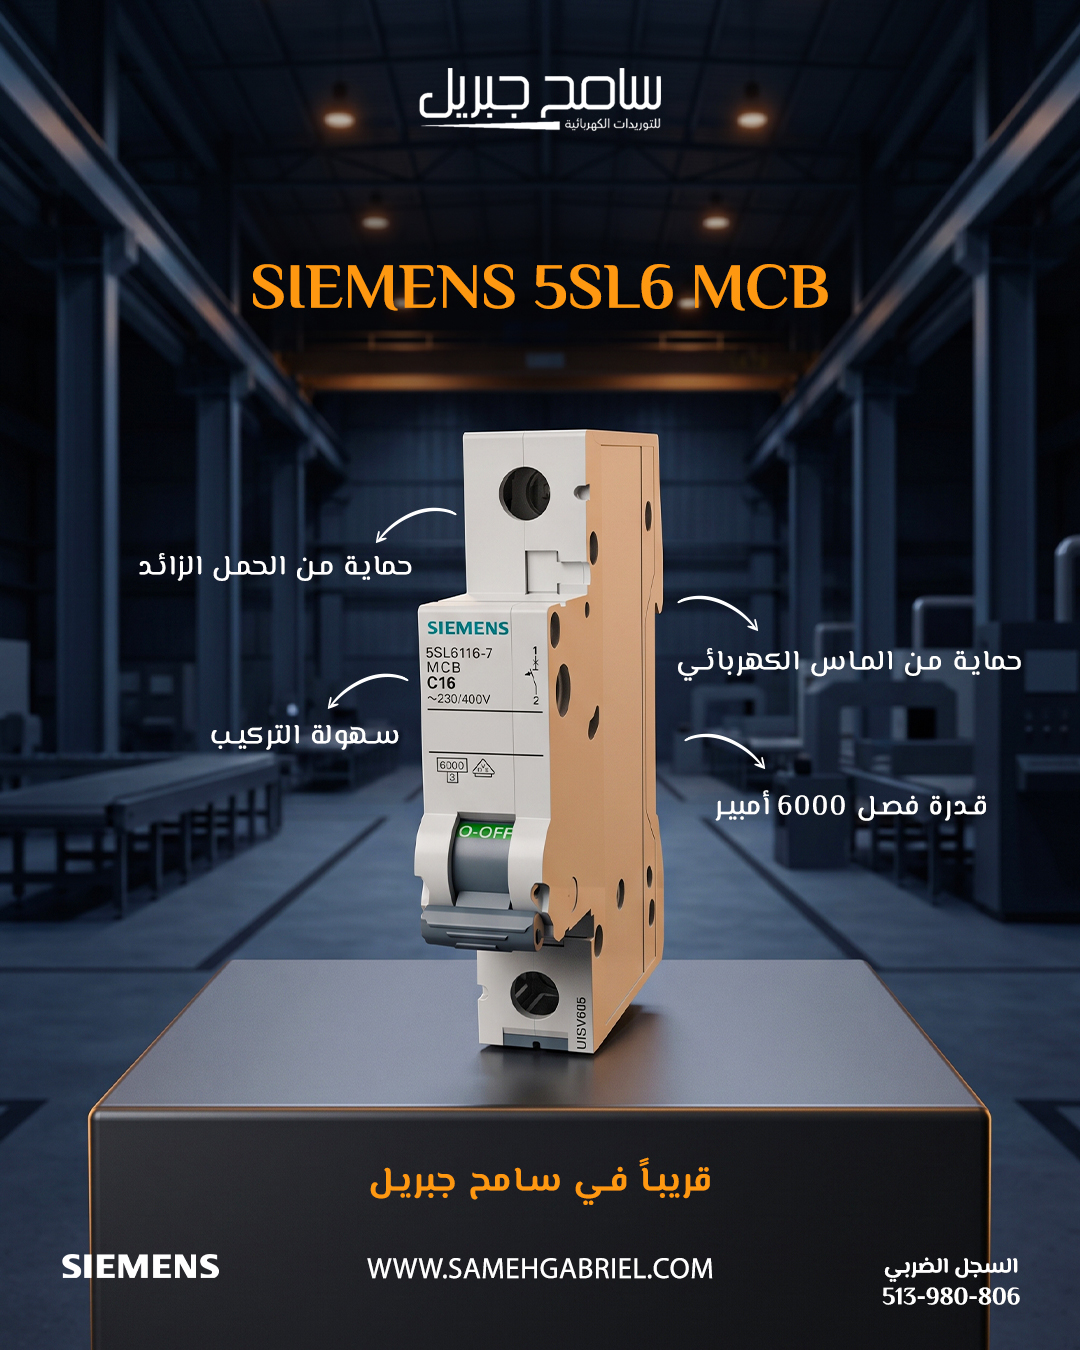 سامح جبريل
للتوريدات الكهربائية
SIEMENS 5SL6 MCB
حماية من الحمل الزائد
حماية من الماس الكهربائي
سهولة التركيب
قدرة فصل 6000 أمبير
SIEMENS
5SL6116-7
MCB
C16
~230/400V
1
2
6000
3
O-OFF
UISV605
قريباً في سامح جبريل
SIEMENS
WWW.SAMEHGABRIEL.COM
السجل الضربي
513-980-806